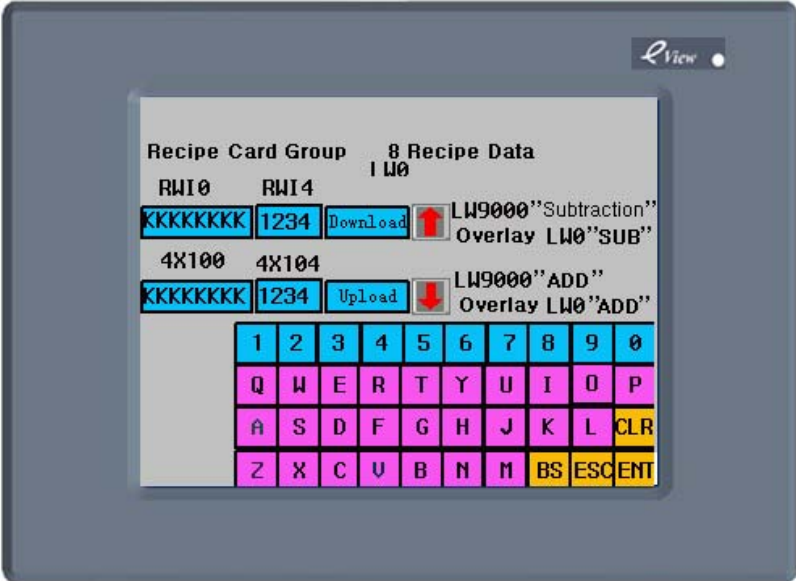 eView
Recipe Card Group 8 Recipe Data
LW0
RWI0 RWI4
KKKKKKKK 1234 Download LW9000"Subtraction"
Overlay LW0"SUB"
4X100 4X104
KKKKKKKK 1234 Upload LW9000"ADD"
Overlay LW0"ADD"
1 2 3 4 5 6 7 8 9 0
Q W E R T Y U I O P
A S D F G H J K L CLR
Z X C V B N M BS ESC ENT